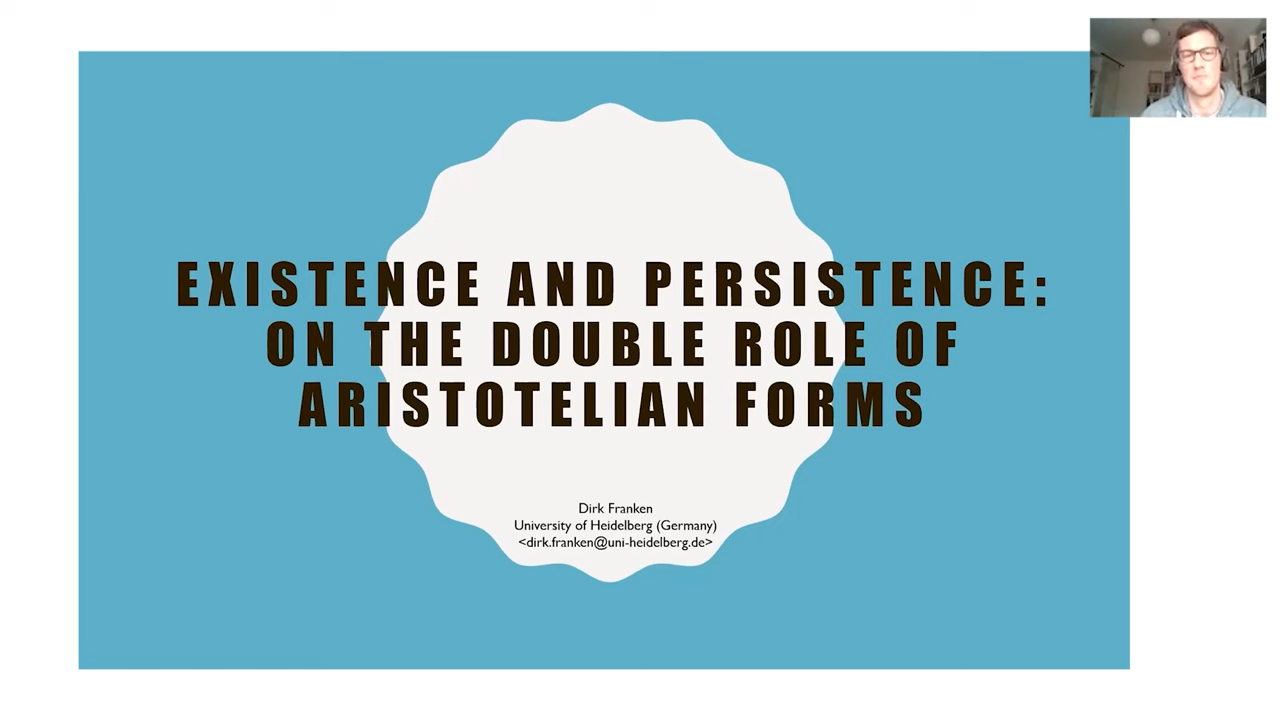 EXISTENCE AND PERSISTENCE:
ON THE DOUBLE ROLE OF
ARISTOTELIAN FORMS
Dirk Franken
University of Heidelberg (Germany)
<dirk.franken@uni-heidelberg.de>